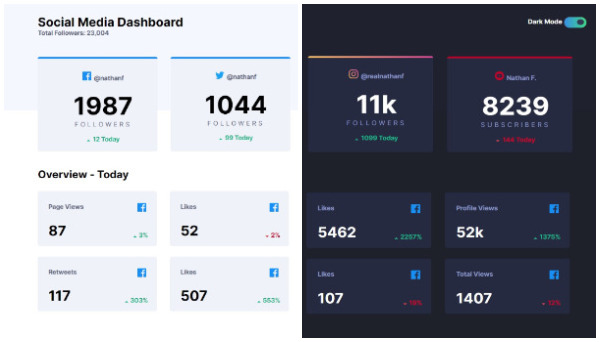 Social Media Dashboard
Total Followers: 23,004
Dark Mode
@nathanf
1987
FOLLOWERS
12 Today
@nathanf
1044
FOLLOWERS
99 Today
@realnathanf
11k
FOLLOWERS
1099 Today
Nathan F.
8239
SUBSCRIBERS
144 Today
Overview - Today
Page Views
87
3%
Likes
52
2%
Likes
5462
2257%
Profile Views
52k
1375%
Retweets
117
303%
Likes
507
553%
Likes
107
19%
Total Views
1407
12%